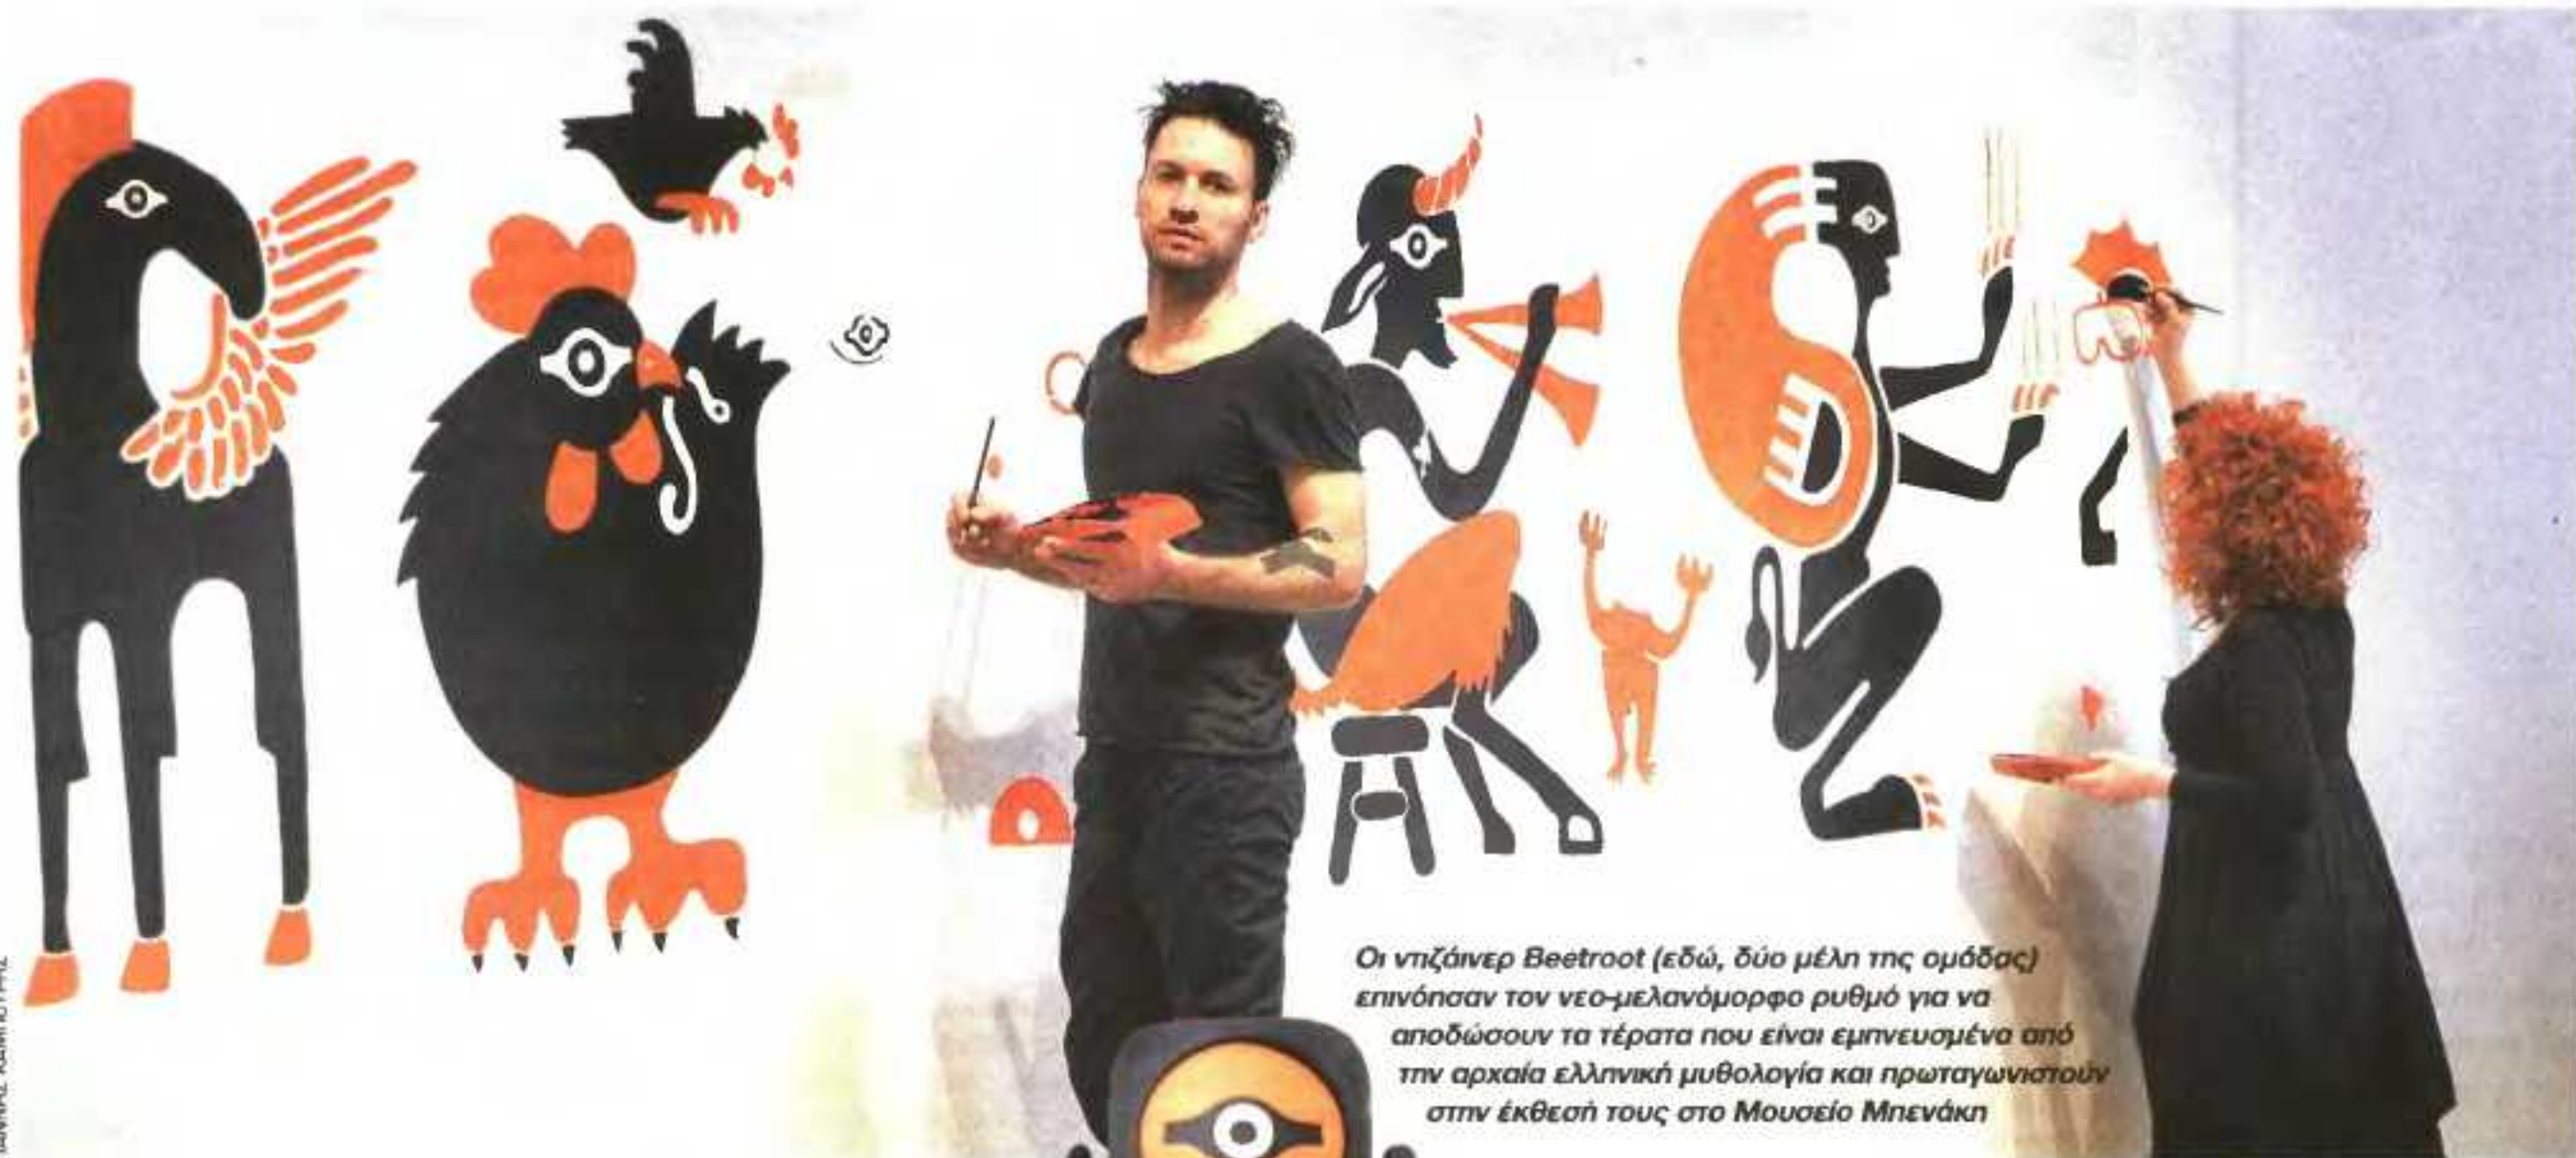 Οι ντιζάινερ Beetroot (εδώ, δύο μέλη της ομάδας)
επινόησαν τον νεο-μελανόμορφο ρυθμό για να
αποδώσουν τα τέρατα που είναι εμπνευσμένα από
την αρχαία ελληνική μυθολογία και πρωταγωνιστούν
στην έκθεσή τους στο Μουσείο Μπενάκη